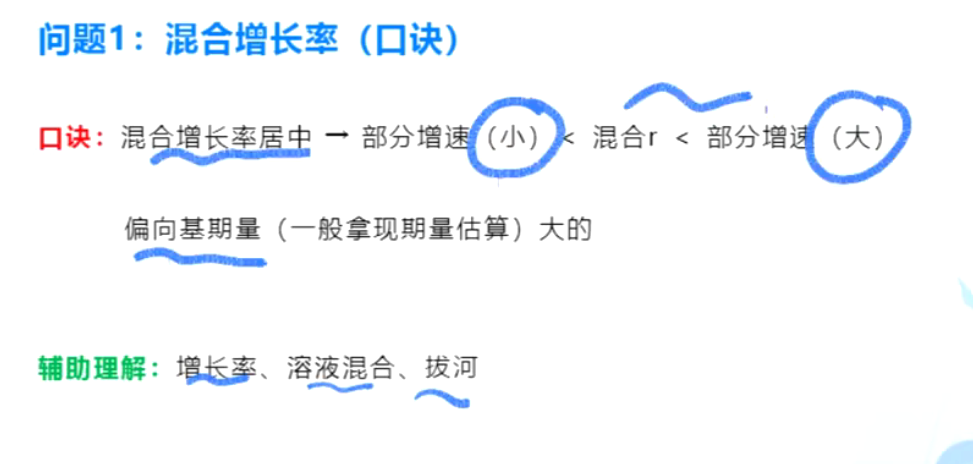 问题1：混合增长率（口诀）
口诀：混合增长率居中 → 部分增速（小）< 混合r < 部分增速（大）
偏向基期量（一般拿现期量估算）大的
辅助理解：增长率、溶液混合、拔河